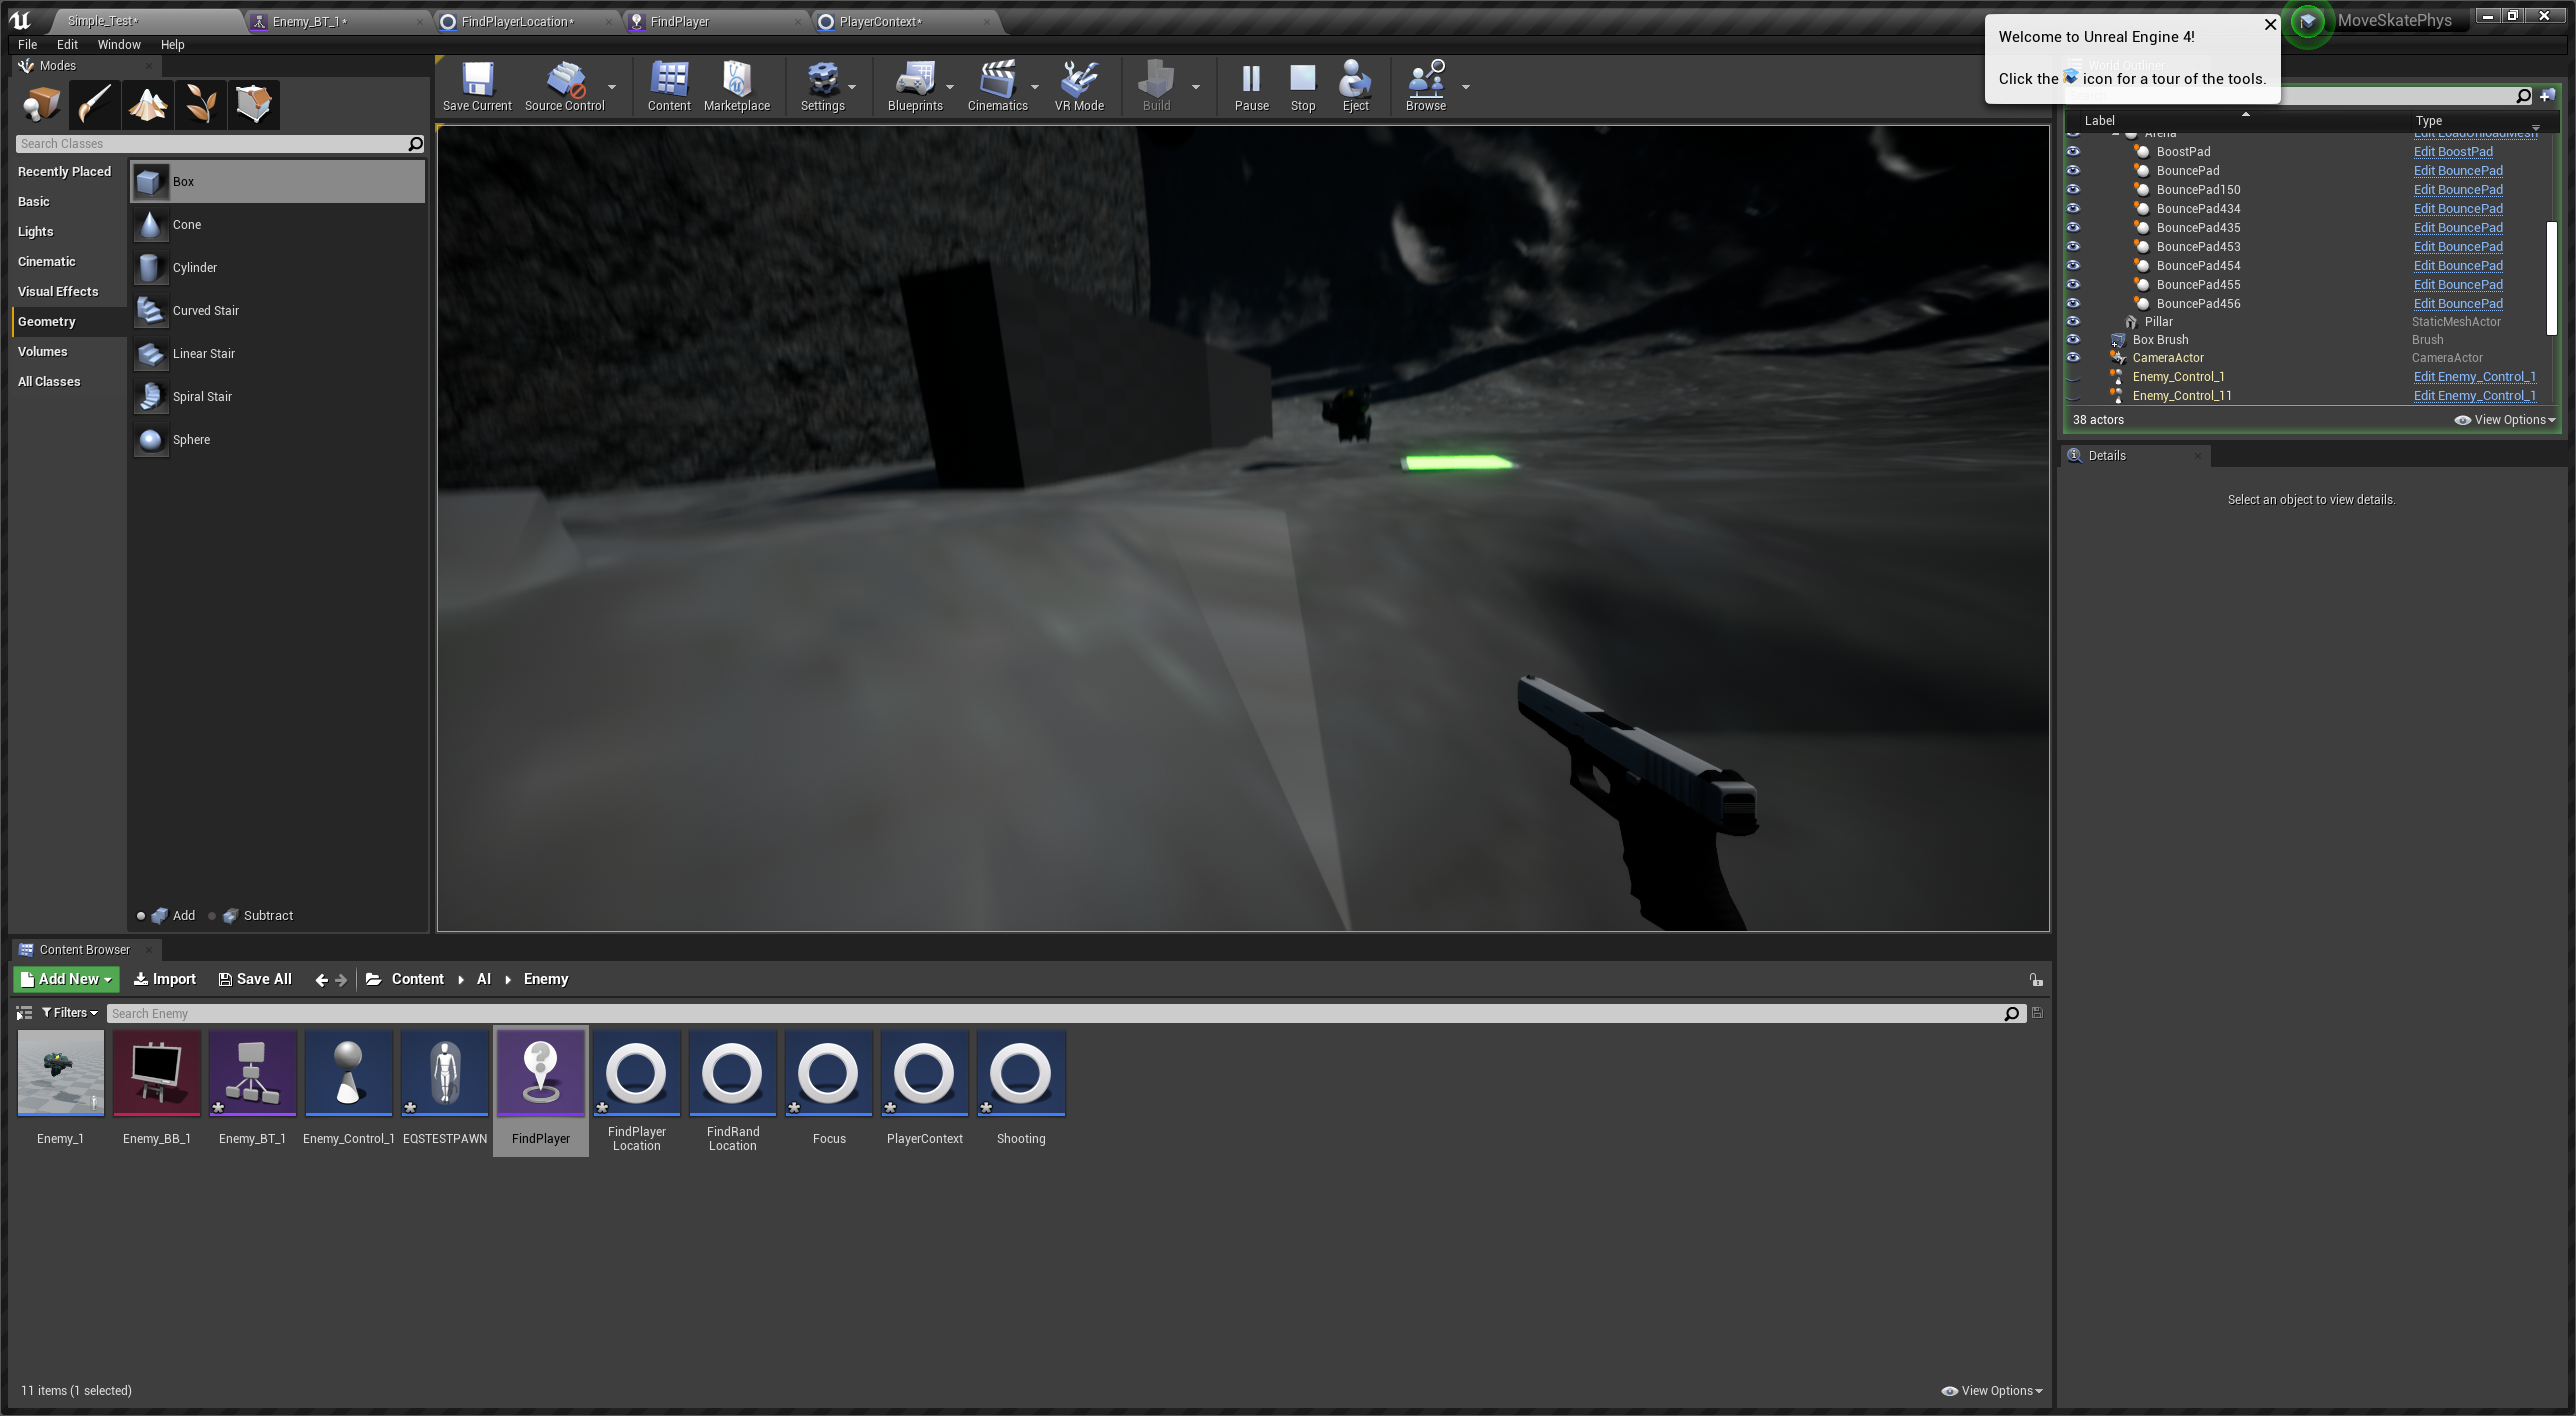 Simple_Test*
Enemy_BT_1*
FindPlayerLocation*
FindPlayer
PlayerContext*
MoveSkatePhys
File Edit Window Help
Welcome to Unreal Engine 4!
Click the icon for a tour of the tools.
World Outliner
Modes
Search Classes
Recently Placed
Basic
Lights
Cinematic
Visual Effects
Geometry
Volumes
All Classes
Box
Cone
Cylinder
Curved Stair
Linear Stair
Spiral Stair
Sphere
Add Subtract
Save Current
Source Control
Content
Marketplace
Settings
Blueprints
Cinematics
VR Mode
Build
Pause
Stop
Eject
Browse
Label Type
Arena Edit LoadUnloadMesh
BoostPad Edit BoostPad
BouncePad Edit BouncePad
BouncePad150 Edit BouncePad
BouncePad434 Edit BouncePad
BouncePad435 Edit BouncePad
BouncePad453 Edit BouncePad
BouncePad454 Edit BouncePad
BouncePad455 Edit BouncePad
BouncePad456 Edit BouncePad
Pillar StaticMeshActor
Box Brush Brush
CameraActor CameraActor
Enemy_Control_1 Edit Enemy_Control_1
Enemy_Control_11 Edit Enemy_Control_1
38 actors View Options
Details
Select an object to view details.
Content Browser
Add New Import Save All Content AI Enemy
Filters Search Enemy
Enemy_1
Enemy_BB_1
Enemy_BT_1
Enemy_Control_1
EQSTESTPAWN
FindPlayer
FindPlayer
Location
FindRand
Location
Focus
PlayerContext
Shooting
11 items (1 selected) View Options